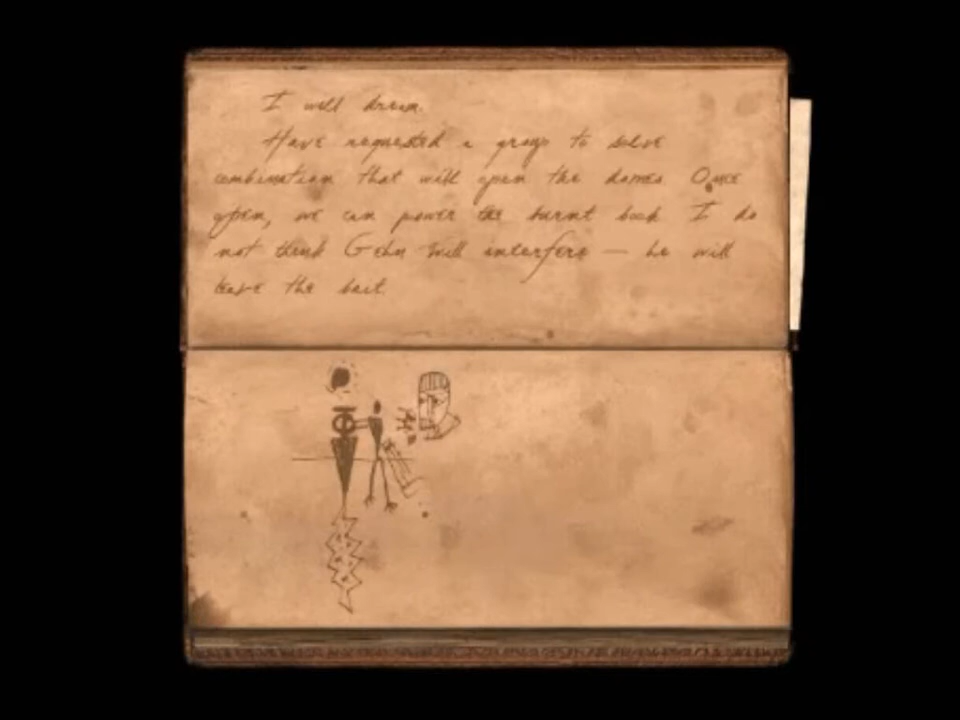 I will dream.
Have requested a group to solve
combination that will open the domes. Once
open, we can power the burnt book. I do
not think Gehn will interfere — he will
leave the bait.